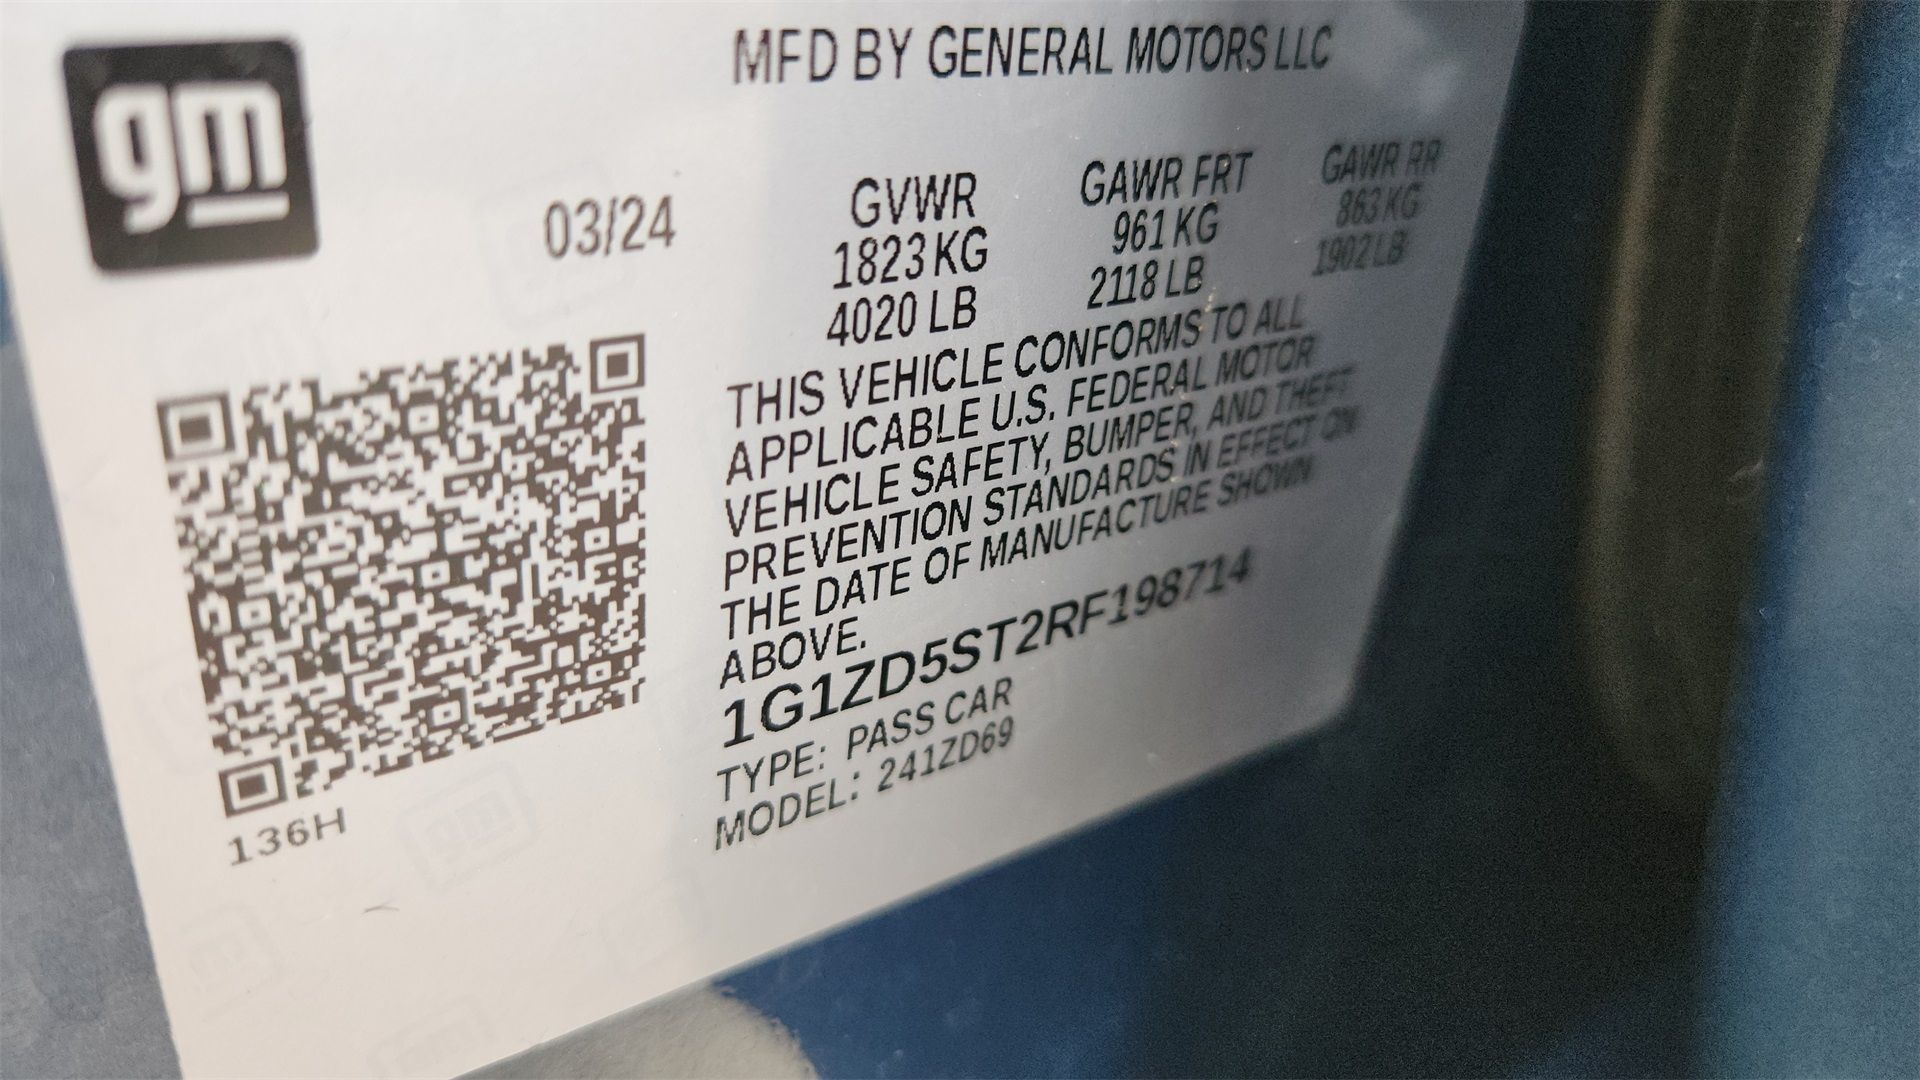 gm
MFD BY GENERAL MOTORS LLC
03/24
GVWR
1823 KG
4020 LB
GAWR FRT
961 KG
2118 LB
GAWR RR
863 KG
1902 LB
THIS VEHICLE CONFORMS TO ALL
APPLICABLE U.S. FEDERAL MOTOR
VEHICLE SAFETY, BUMPER, AND THEFT
PREVENTION STANDARDS IN EFFECT ON
THE DATE OF MANUFACTURE SHOWN
ABOVE.
1G1ZD5ST2RF198714
TYPE: PASS CAR
MODEL: 241ZD69
136H